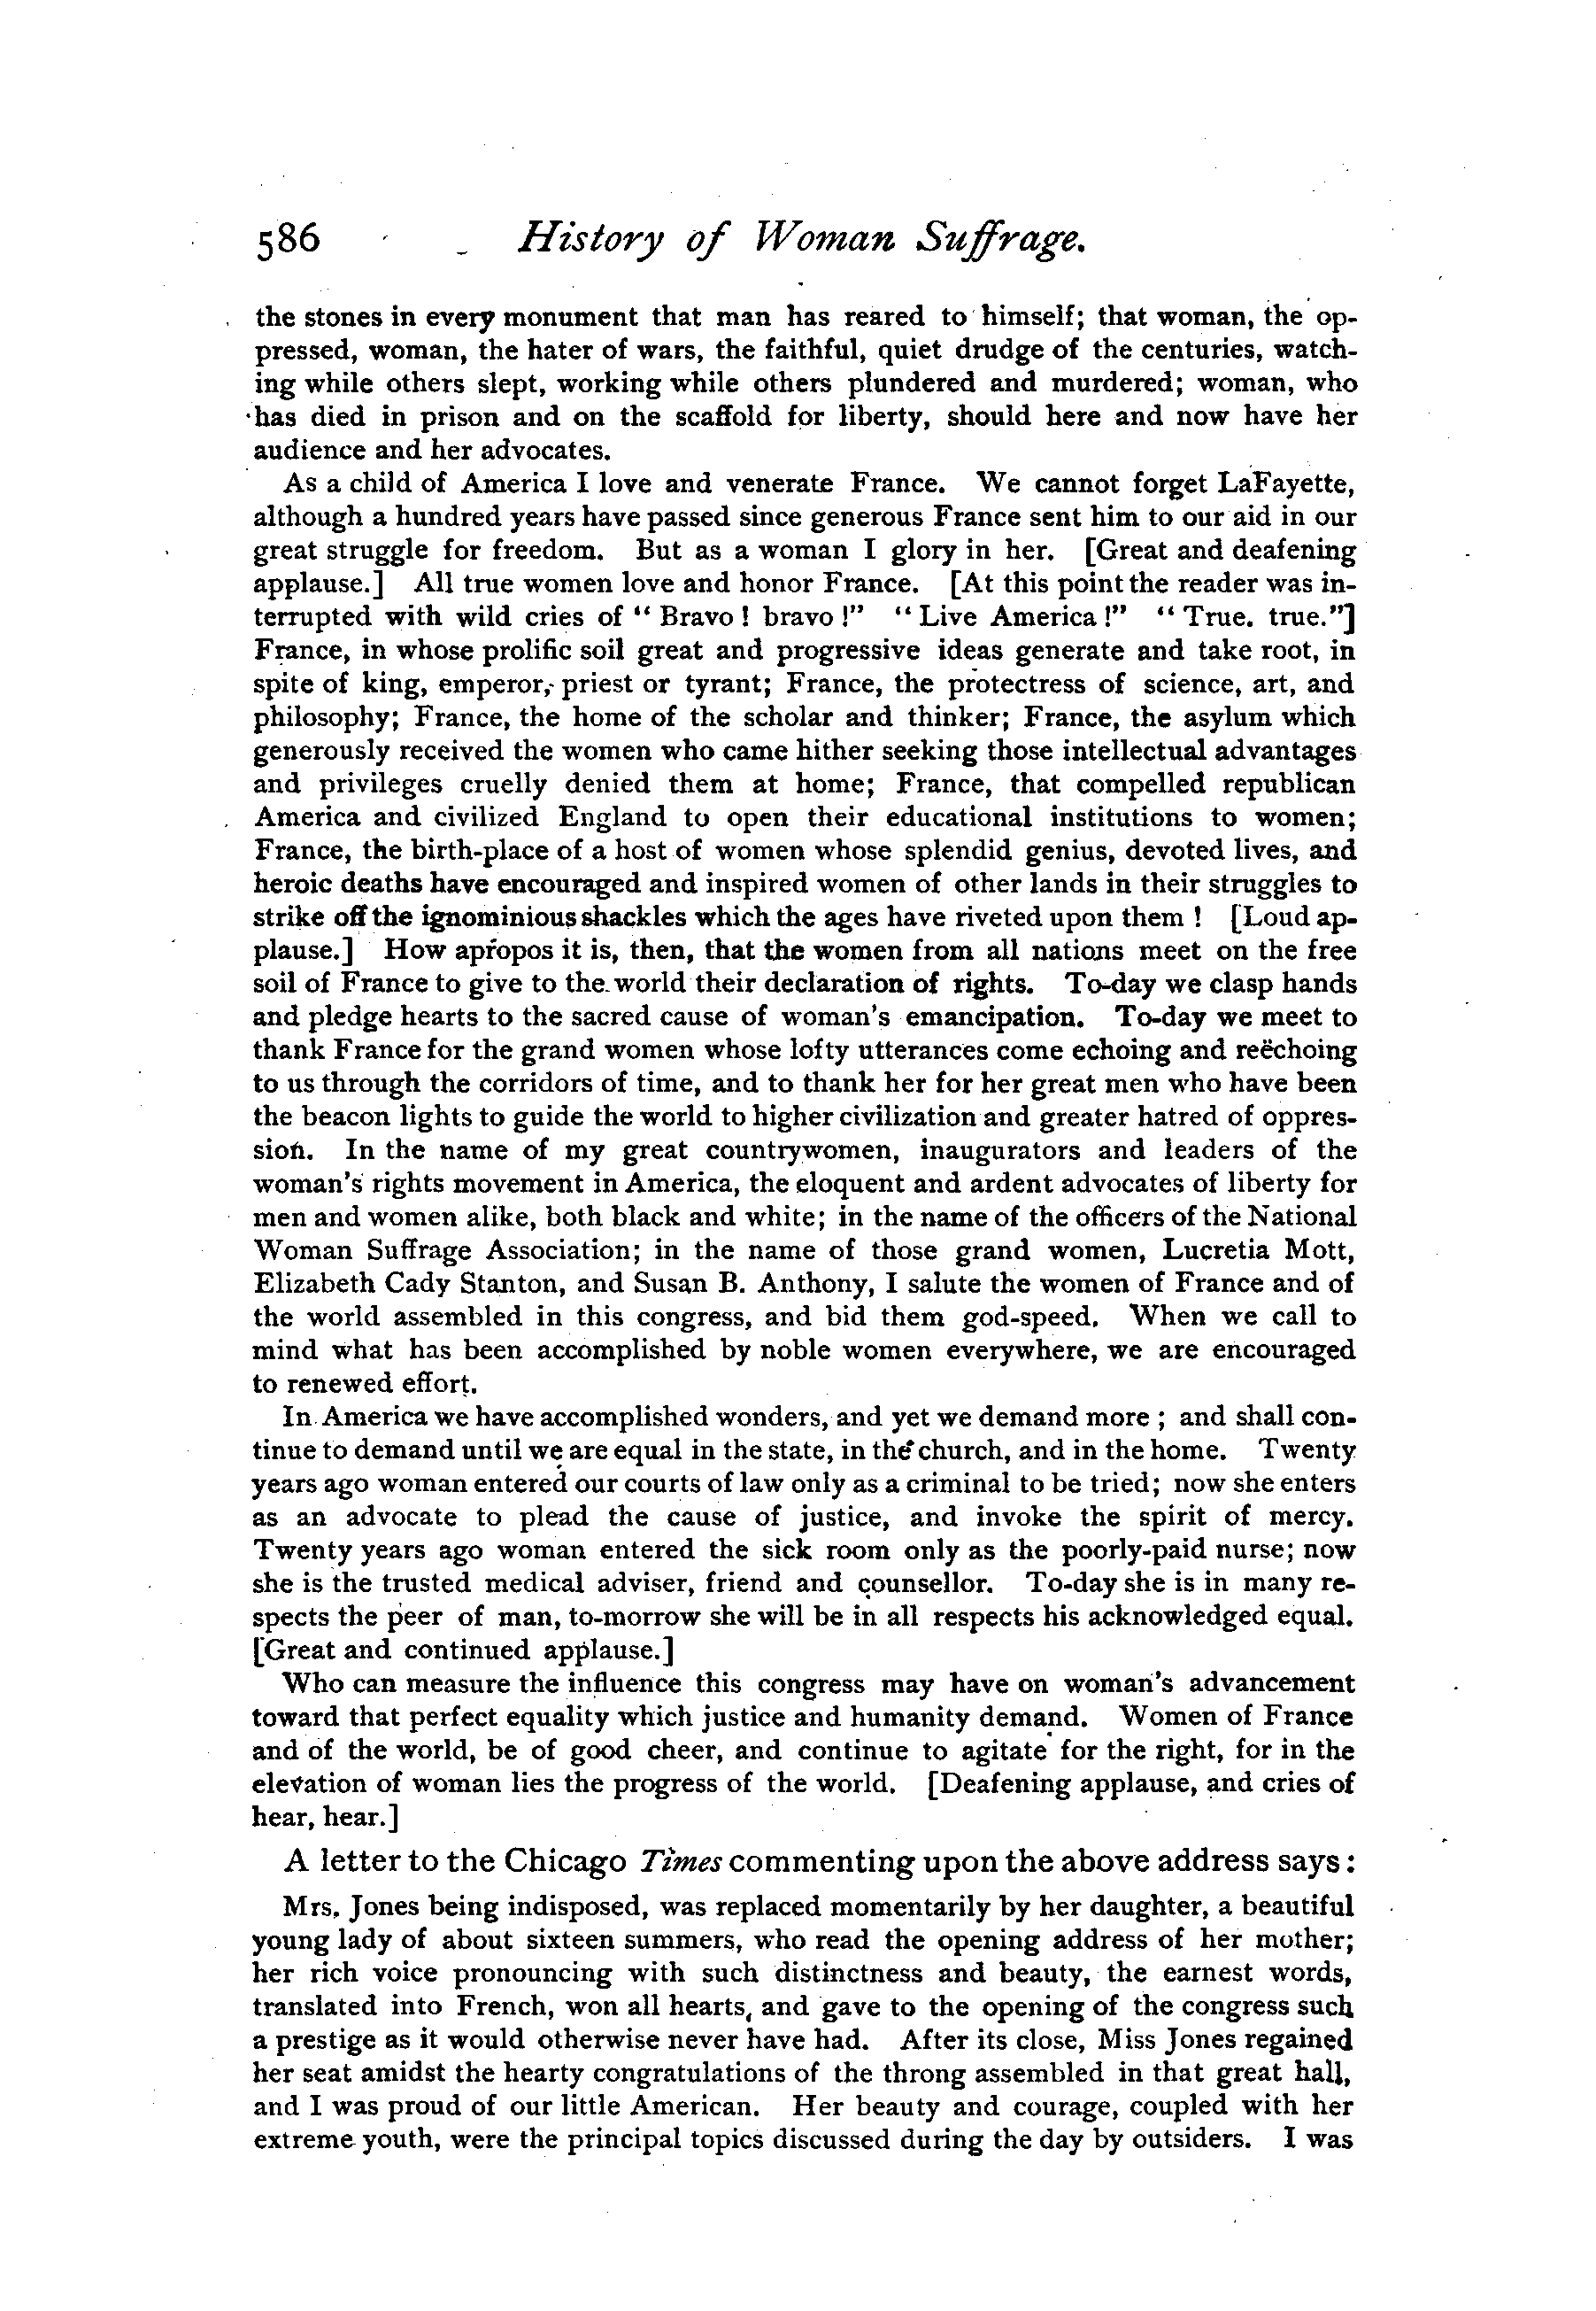 586 History of Woman Suffrage.
the stones in every monument that man has reared to himself; that woman, the op-
pressed, woman, the hater of wars, the faithful, quiet drudge of the centuries, watch-
ing while others slept, working while others plundered and murdered; woman, who
has died in prison and on the scaffold for liberty, should here and now have her
audience and her advocates.
As a child of America I love and venerate France. We cannot forget LaFayette,
although a hundred years have passed since generous France sent him to our aid in our
great struggle for freedom. But as a woman I glory in her. [Great and deafening
applause.] All true women love and honor France. [At this point the reader was in-
terrupted with wild cries of " Bravo ! bravo !" " Live America !" " True. true."]
France, in whose prolific soil great and progressive ideas generate and take root, in
spite of king, emperor, priest or tyrant; France, the protectress of science, art, and
philosophy; France, the home of the scholar and thinker; France, the asylum which
generously received the women who came hither seeking those intellectual advantages
and privileges cruelly denied them at home; France, that compelled republican
America and civilized England to open their educational institutions to women;
France, the birth-place of a host of women whose splendid genius, devoted lives, and
heroic deaths have encouraged and inspired women of other lands in their struggles to
strike off the ignominious shackles which the ages have riveted upon them ! [Loud ap-
plause.] How apropos it is, then, that the women from all nations meet on the free
soil of France to give to the world their declaration of rights. To-day we clasp hands
and pledge hearts to the sacred cause of woman's emancipation. To-day we meet to
thank France for the grand women whose lofty utterances come echoing and reëchoing
to us through the corridors of time, and to thank her for her great men who have been
the beacon lights to guide the world to higher civilization and greater hatred of oppres-
sion. In the name of my great countrywomen, inaugurators and leaders of the
woman's rights movement in America, the eloquent and ardent advocates of liberty for
men and women alike, both black and white; in the name of the officers of the National
Woman Suffrage Association; in the name of those grand women, Lucretia Mott,
Elizabeth Cady Stanton, and Susan B. Anthony, I salute the women of France and of
the world assembled in this congress, and bid them god-speed. When we call to
mind what has been accomplished by noble women everywhere, we are encouraged
to renewed effort.
In America we have accomplished wonders, and yet we demand more ; and shall con-
tinue to demand until we are equal in the state, in the church, and in the home. Twenty
years ago woman entered our courts of law only as a criminal to be tried; now she enters
as an advocate to plead the cause of justice, and invoke the spirit of mercy.
Twenty years ago woman entered the sick room only as the poorly-paid nurse; now
she is the trusted medical adviser, friend and counsellor. To-day she is in many re-
spects the peer of man, to-morrow she will be in all respects his acknowledged equal.
[Great and continued applause.]
Who can measure the influence this congress may have on woman's advancement
toward that perfect equality which justice and humanity demand. Women of France
and of the world, be of good cheer, and continue to agitate for the right, for in the
elevation of woman lies the progress of the world. [Deafening applause, and cries of
hear, hear.]
A letter to the Chicago Times commenting upon the above address says :
Mrs. Jones being indisposed, was replaced momentarily by her daughter, a beautiful
young lady of about sixteen summers, who read the opening address of her mother;
her rich voice pronouncing with such distinctness and beauty, the earnest words,
translated into French, won all hearts, and gave to the opening of the congress such
a prestige as it would otherwise never have had. After its close, Miss Jones regained
her seat amidst the hearty congratulations of the throng assembled in that great hall,
and I was proud of our little American. Her beauty and courage, coupled with her
extreme youth, were the principal topics discussed during the day by outsiders. I was